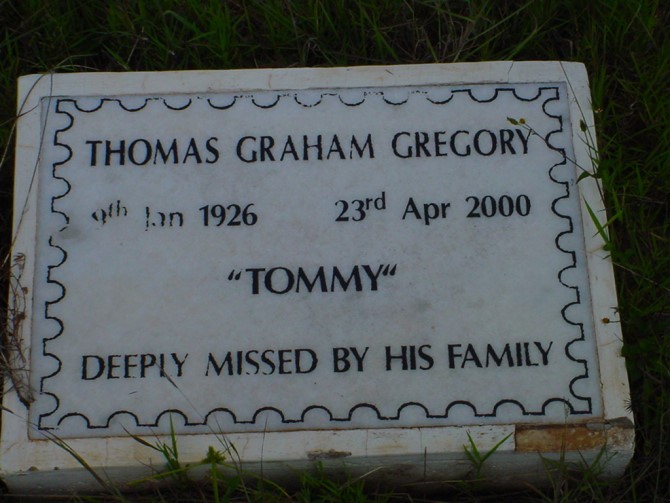 THOMAS GRAHAM GREGORY
9th Jan 1926 23rd Apr 2000
"TOMMY"
DEEPLY MISSED BY HIS FAMILY